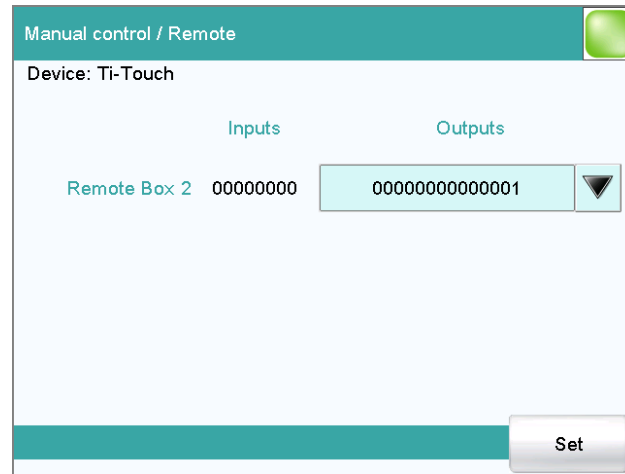 Manual control / Remote
Device: Ti-Touch
Inputs Outputs
Remote Box 2 00000000 00000000000001
Set